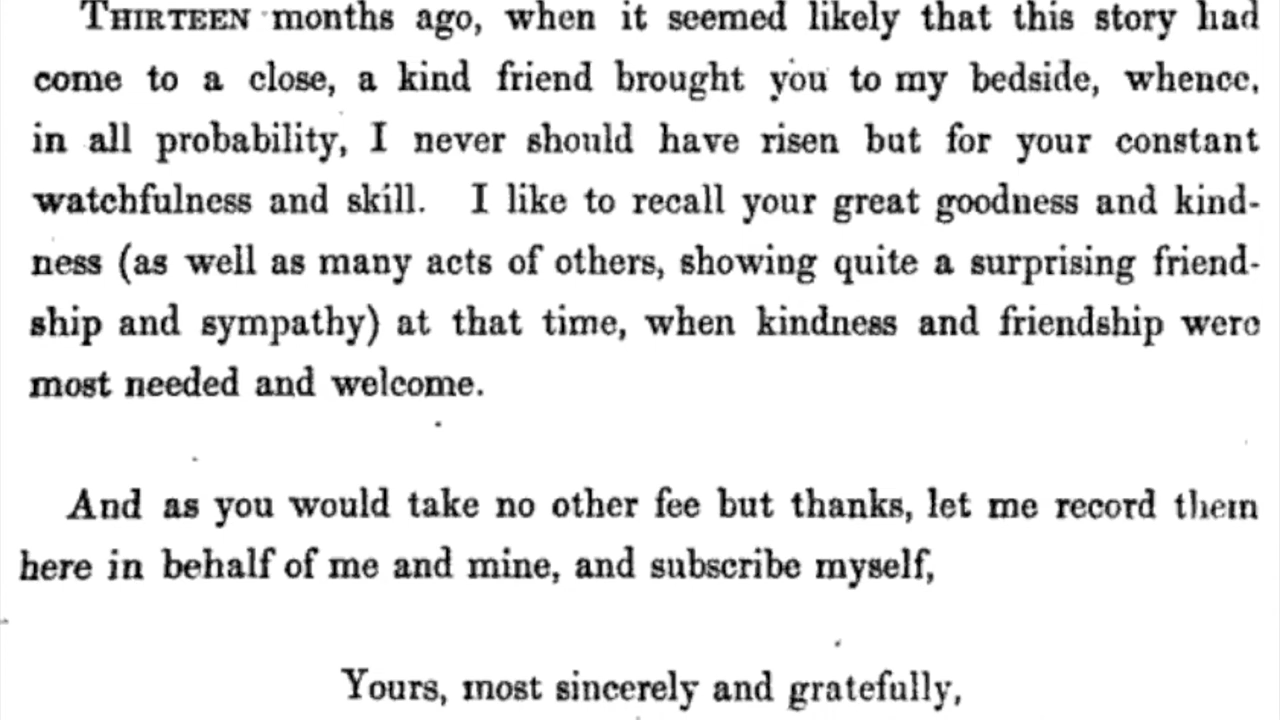 THIRTEEN months ago, when it seemed likely that this story had
come to a close, a kind friend brought you to my bedside, whence,
in all probability, I never should have risen but for your constant
watchfulness and skill. I like to recall your great goodness and kind-
ness (as well as many acts of others, showing quite a surprising friend-
ship and sympathy) at that time, when kindness and friendship were
most needed and welcome.
And as you would take no other fee but thanks, let me record them
here in behalf of me and mine, and subscribe myself,
Yours, most sincerely and gratefully,